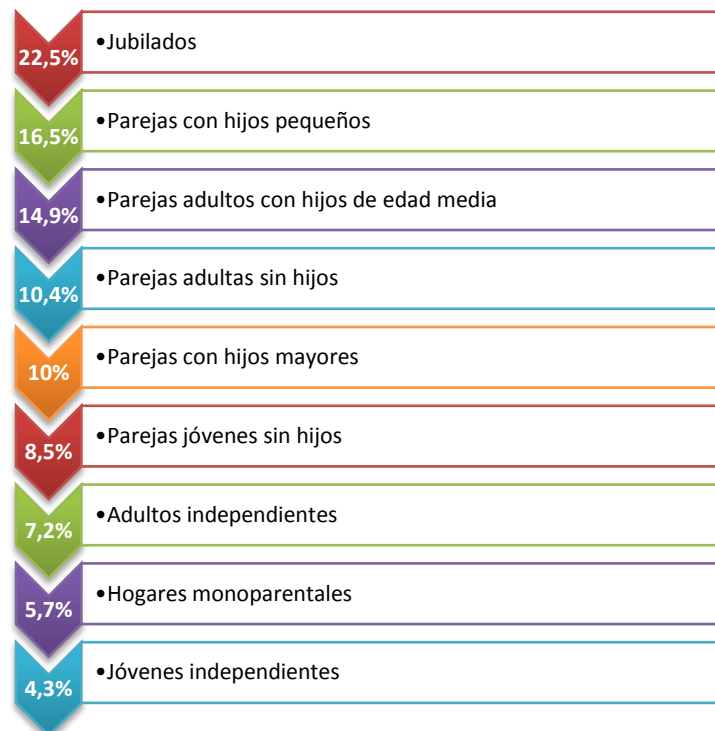 22,5%
•Jubilados
16,5%
•Parejas con hijos pequeños
14,9%
•Parejas adultos con hijos de edad media
10,4%
•Parejas adultas sin hijos
10%
•Parejas con hijos mayores
8,5%
•Parejas jóvenes sin hijos
7,2%
•Adultos independientes
5,7%
•Hogares monoparentales
4,3%
•Jóvenes independientes